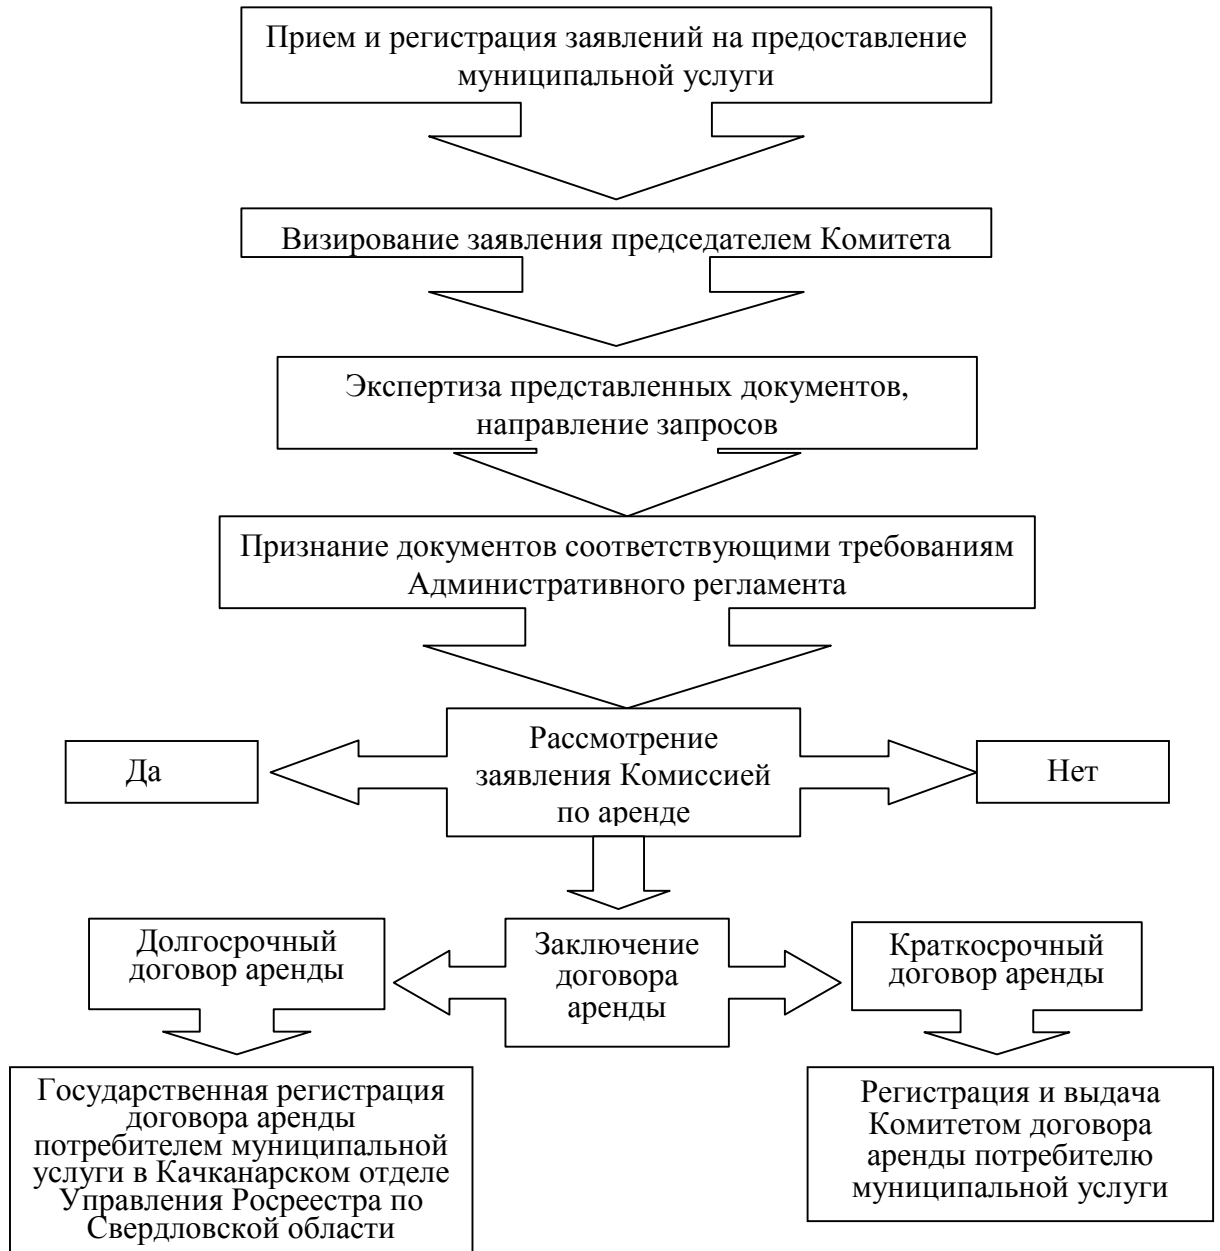 Прием и регистрация заявлений на предоставление
муниципальной услуги
Визирование заявления председателем Комитета
Экспертиза представленных документов,
направление запросов
Признание документов соответствующими требованиям
Административного регламента
Рассмотрение
заявления Комиссией
по аренде
Да
Нет
Долгосрочный
договор аренды
Заключение
договора
аренды
Краткосрочный
договор аренды
Государственная регистрация
договора аренды
потребителем муниципальной
услуги в Качканарском отделе
Управления Росреестра по
Свердловской области
Регистрация и выдача
Комитетом договора
аренды потребителю
муниципальной услуги